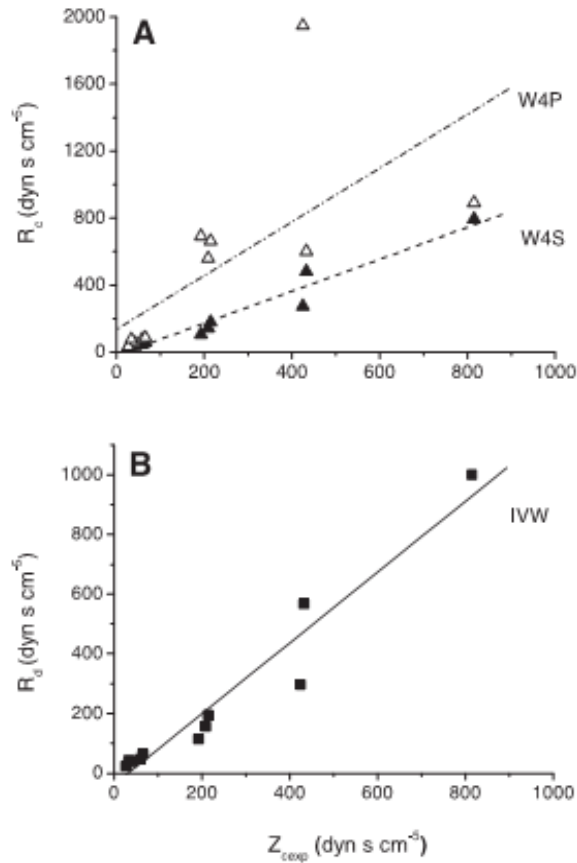 A
2000
1600
1200
800
400
0
R_c (dyn s cm⁻⁵)
W4P
W4S
0 200 400 600 800 1000
B
1000
800
600
400
200
0
R_d (dyn s cm⁻⁵)
IVW
0 200 400 600 800 1000
Z_cexp (dyn s cm⁻⁵)